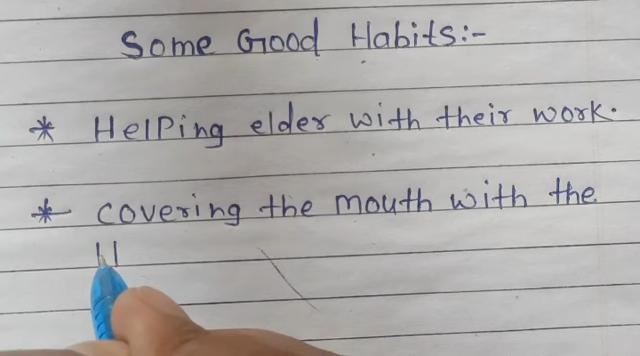 Some Good Habits:-
* Helping elder with their work.
* covering the mouth with the